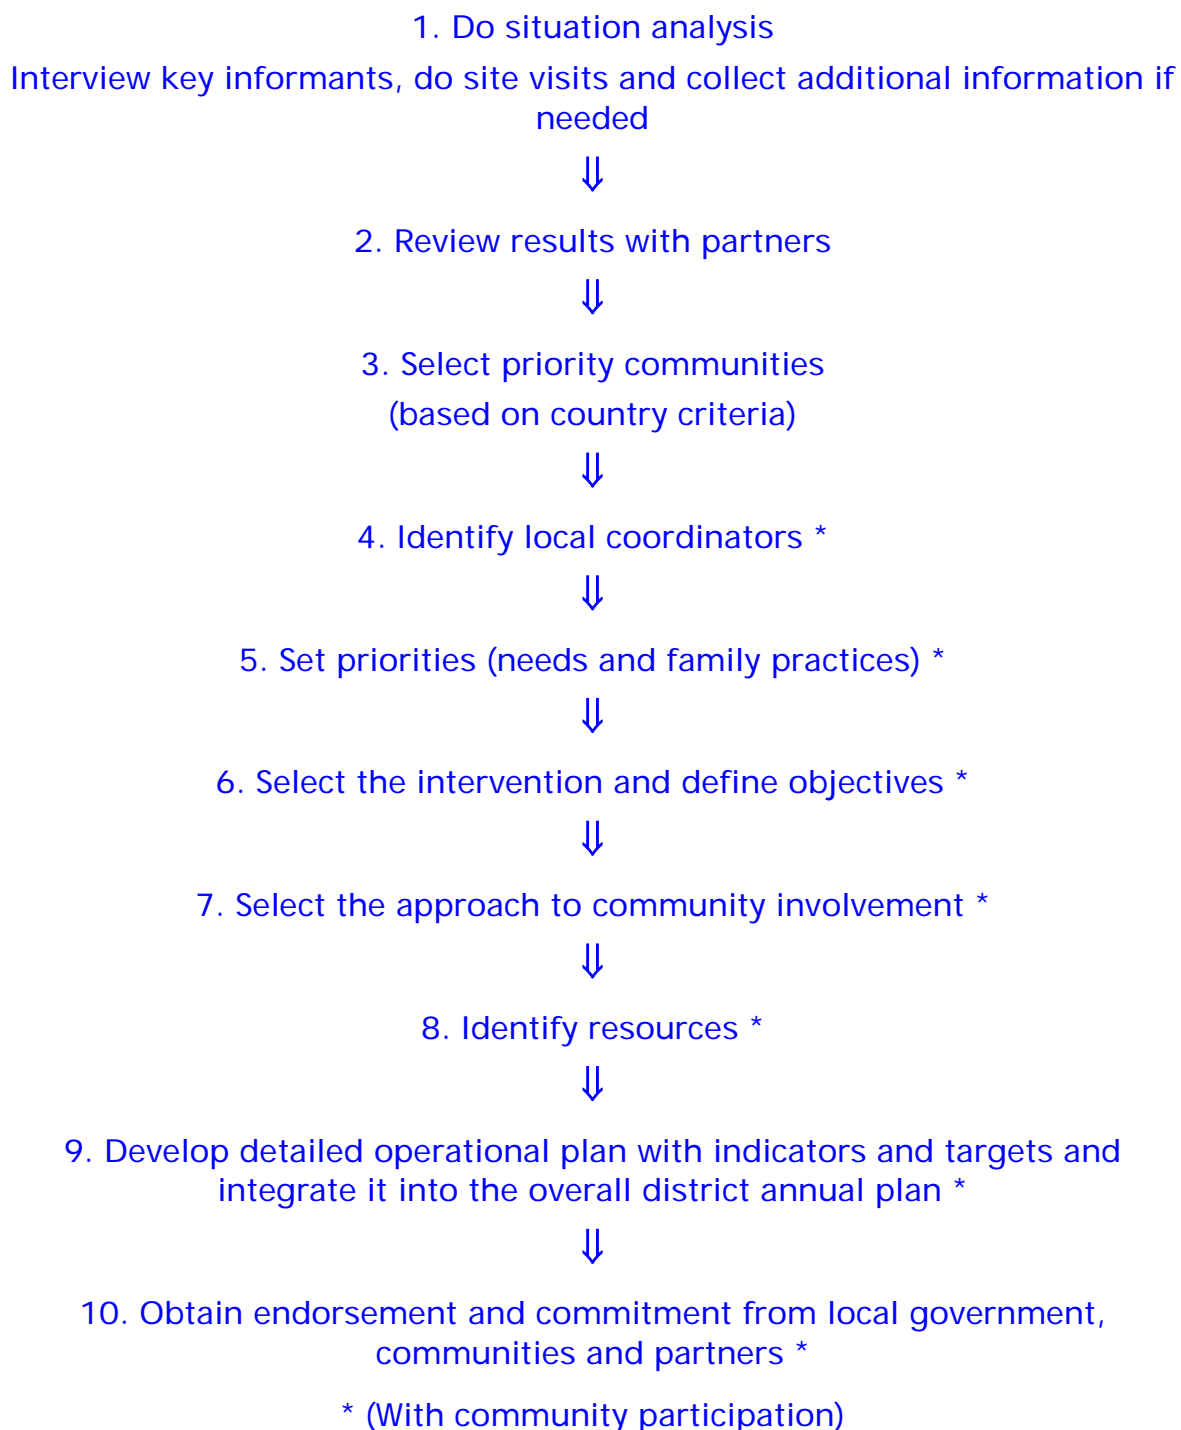 1. Do situation analysis
Interview key informants, do site visits and collect additional information if
needed
⇓
2. Review results with partners
⇓
3. Select priority communities
(based on country criteria)
⇓
4. Identify local coordinators *
⇓
5. Set priorities (needs and family practices) *
⇓
6. Select the intervention and define objectives *
⇓
7. Select the approach to community involvement *
⇓
8. Identify resources *
⇓
9. Develop detailed operational plan with indicators and targets and
integrate it into the overall district annual plan *
⇓
10. Obtain endorsement and commitment from local government,
communities and partners *
* (With community participation)